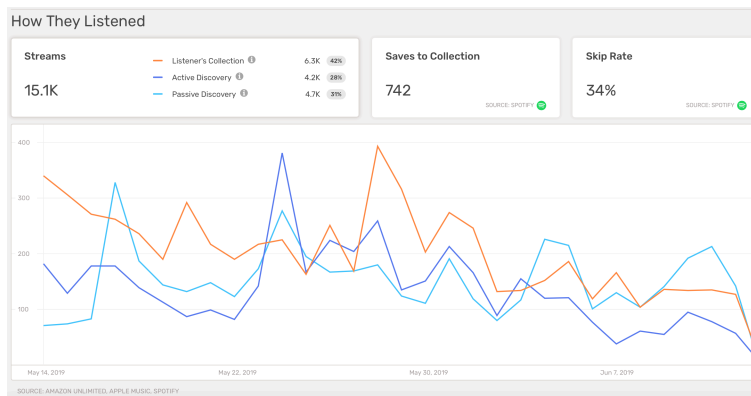 How They Listened
Streams
15.1K
Listener's Collection 6.3K 42%
Active Discovery 4.2K 28%
Passive Discovery 4.7K 31%
Saves to Collection
742
SOURCE: SPOTIFY
Skip Rate
34%
SOURCE: SPOTIFY
400
300
200
100
May 14, 2019 May 22, 2019 May 30, 2019 Jun 7, 2019
SOURCE: AMAZON UNLIMITED, APPLE MUSIC, SPOTIFY